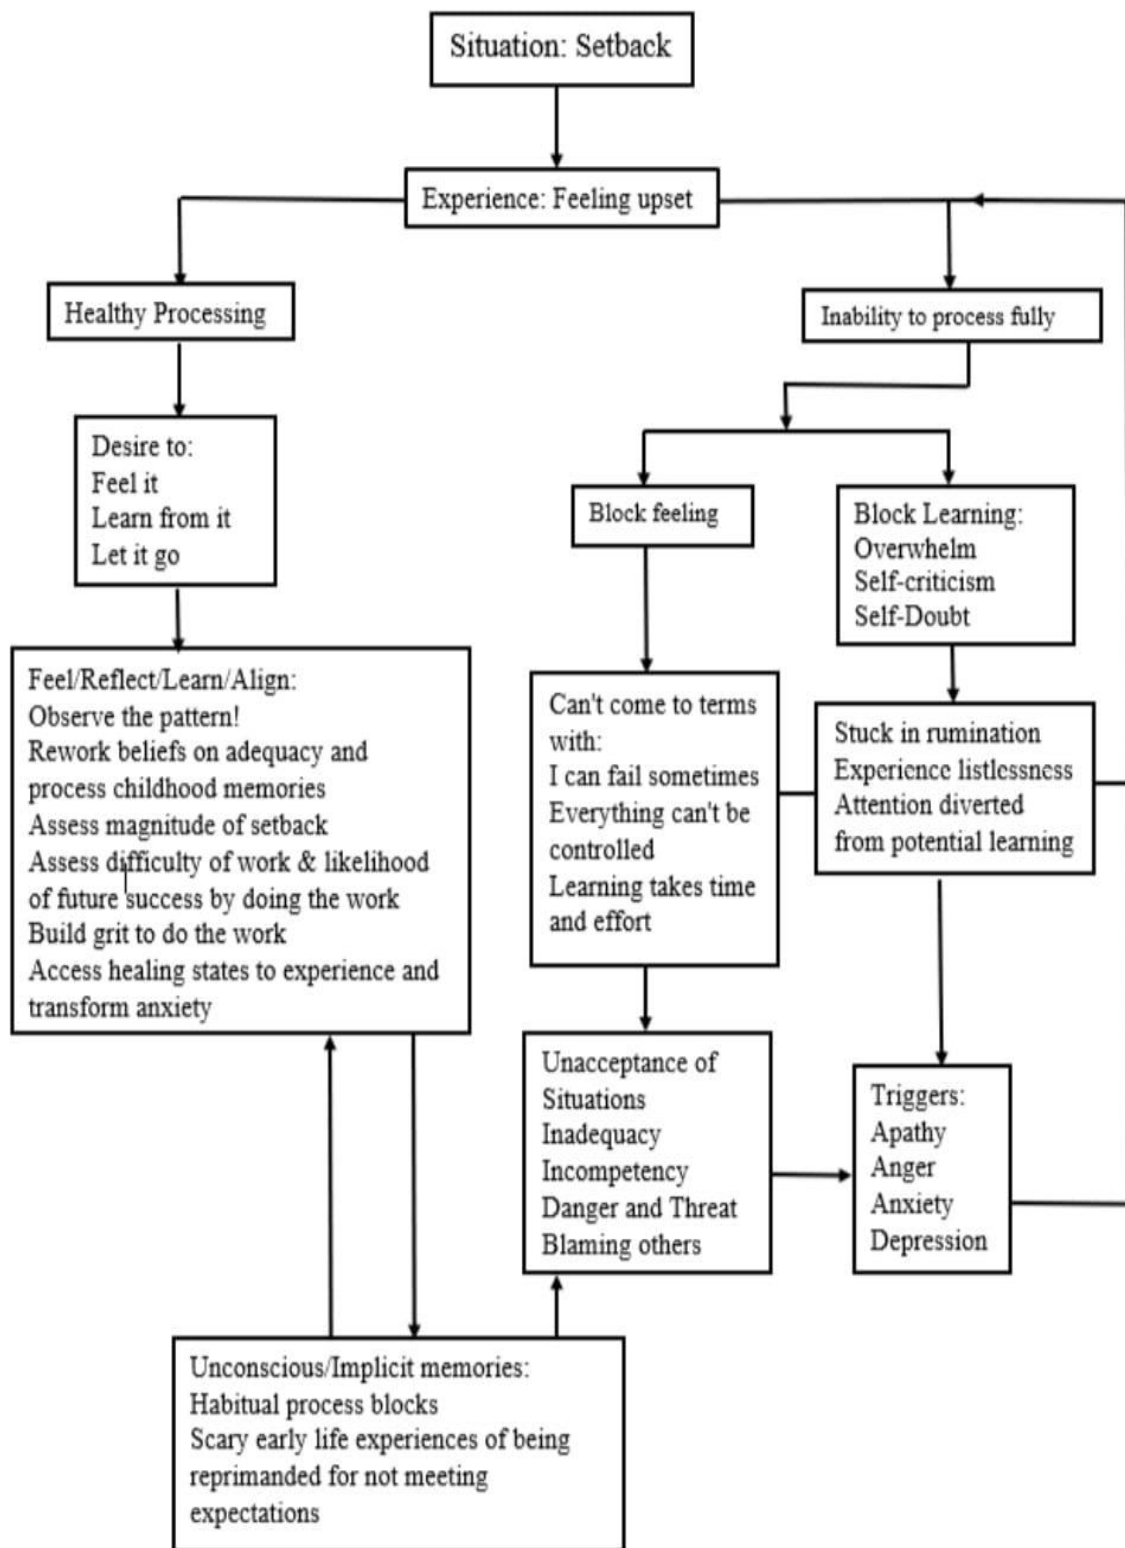 Situation: Setback
Experience: Feeling upset
Healthy Processing
Inability to process fully
Desire to:
Feel it
Learn from it
Let it go
Block feeling
Block Learning:
Overwhelm
Self-criticism
Self-Doubt
Feel/Reflect/Learn/Align:
Observe the pattern!
Rework beliefs on adequacy and
process childhood memories
Assess magnitude of setback
Assess difficulty of work & likelihood
of future success by doing the work
Build grit to do the work
Access healing states to experience and
transform anxiety
Can't come to terms
with:
I can fail sometimes
Everything can't be
controlled
Learning takes time
and effort
Stuck in rumination
Experience listlessness
Attention diverted
from potential learning
Unacceptance of
Situations
Inadequacy
Incompetency
Danger and Threat
Blaming others
Triggers:
Apathy
Anger
Anxiety
Depression
Unconscious/Implicit memories:
Habitual process blocks
Scary early life experiences of being
reprimanded for not meeting
expectations